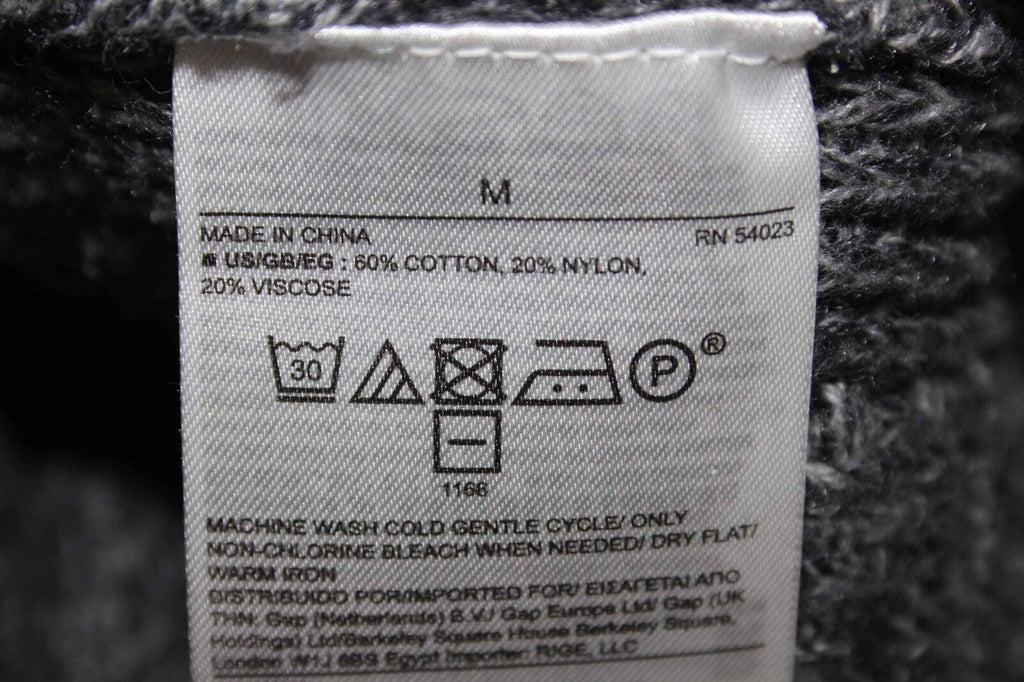 M
MADE IN CHINA
RN 54023
US/GB/EG : 60% COTTON, 20% NYLON,
20% VISCOSE
30
P ®
1166
MACHINE WASH COLD GENTLE CYCLE/ ONLY
NON-CHLORINE BLEACH WHEN NEEDED/ DRY FLAT/
WARM IRON
DISTRIBUIDO POR/IMPORTED FOR/ ΕΙΣΑΓΕΤΑΙ ΑΠΟ
ΤΗΝ: Gap (Netherlands) B.V./ Gap Europe Ltd/ Gap (UK
Holdings) Ltd/Berkeley Square House Berkeley Square,
London W1J 6BS Egypt Importer: RIGE, LLC